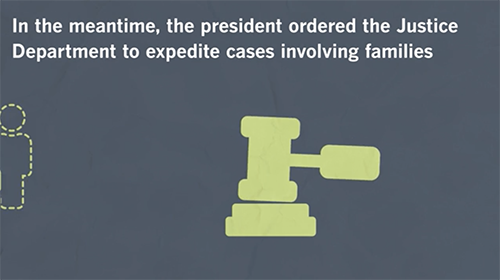 In the meantime, the president ordered the Justice
Department to expedite cases involving families